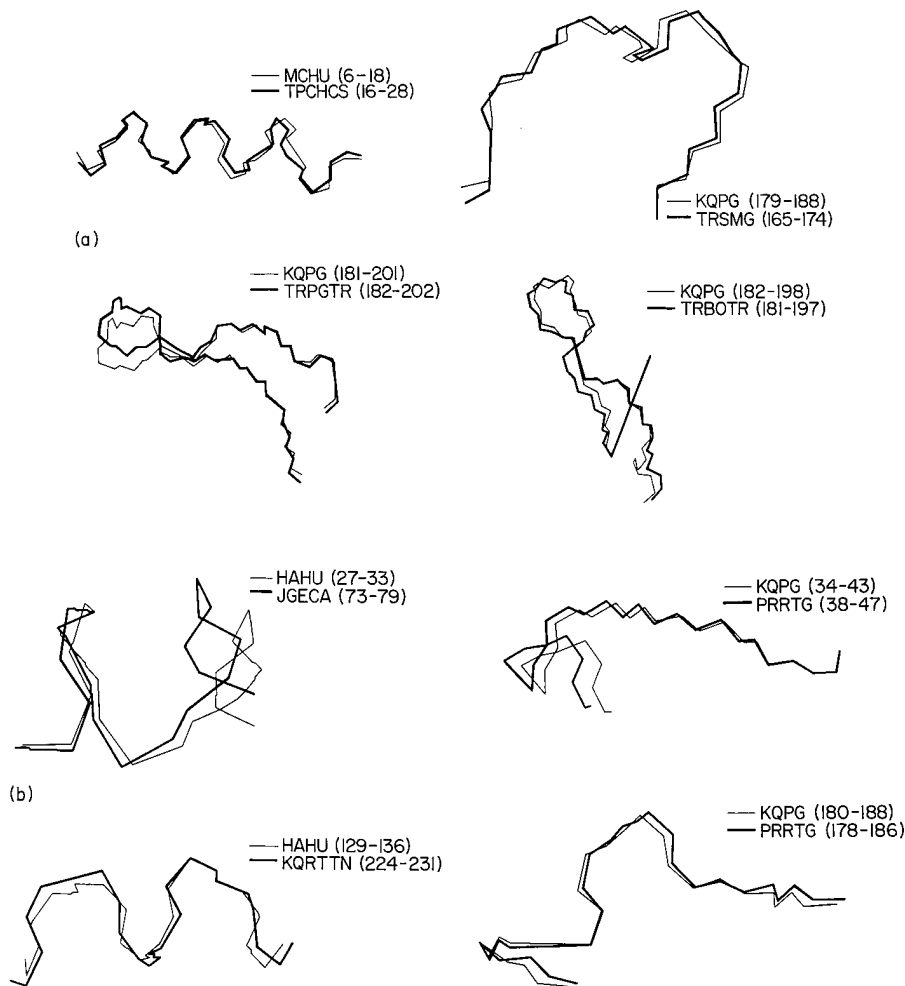 MCHU (6-18)
TPCHCS (16-28)
KQPG (179-188)
TRSMG (165-174)
(a)
KQPG (181-201)
TRPGTR (182-202)
KQPG (182-198)
TRBOTR (181-197)
HAHU (27-33)
JGECA (73-79)
KQPG (34-43)
PRRTG (38-47)
(b)
HAHU (129-136)
KQRTTN (224-231)
KQPG (180-188)
PRRTG (178-186)